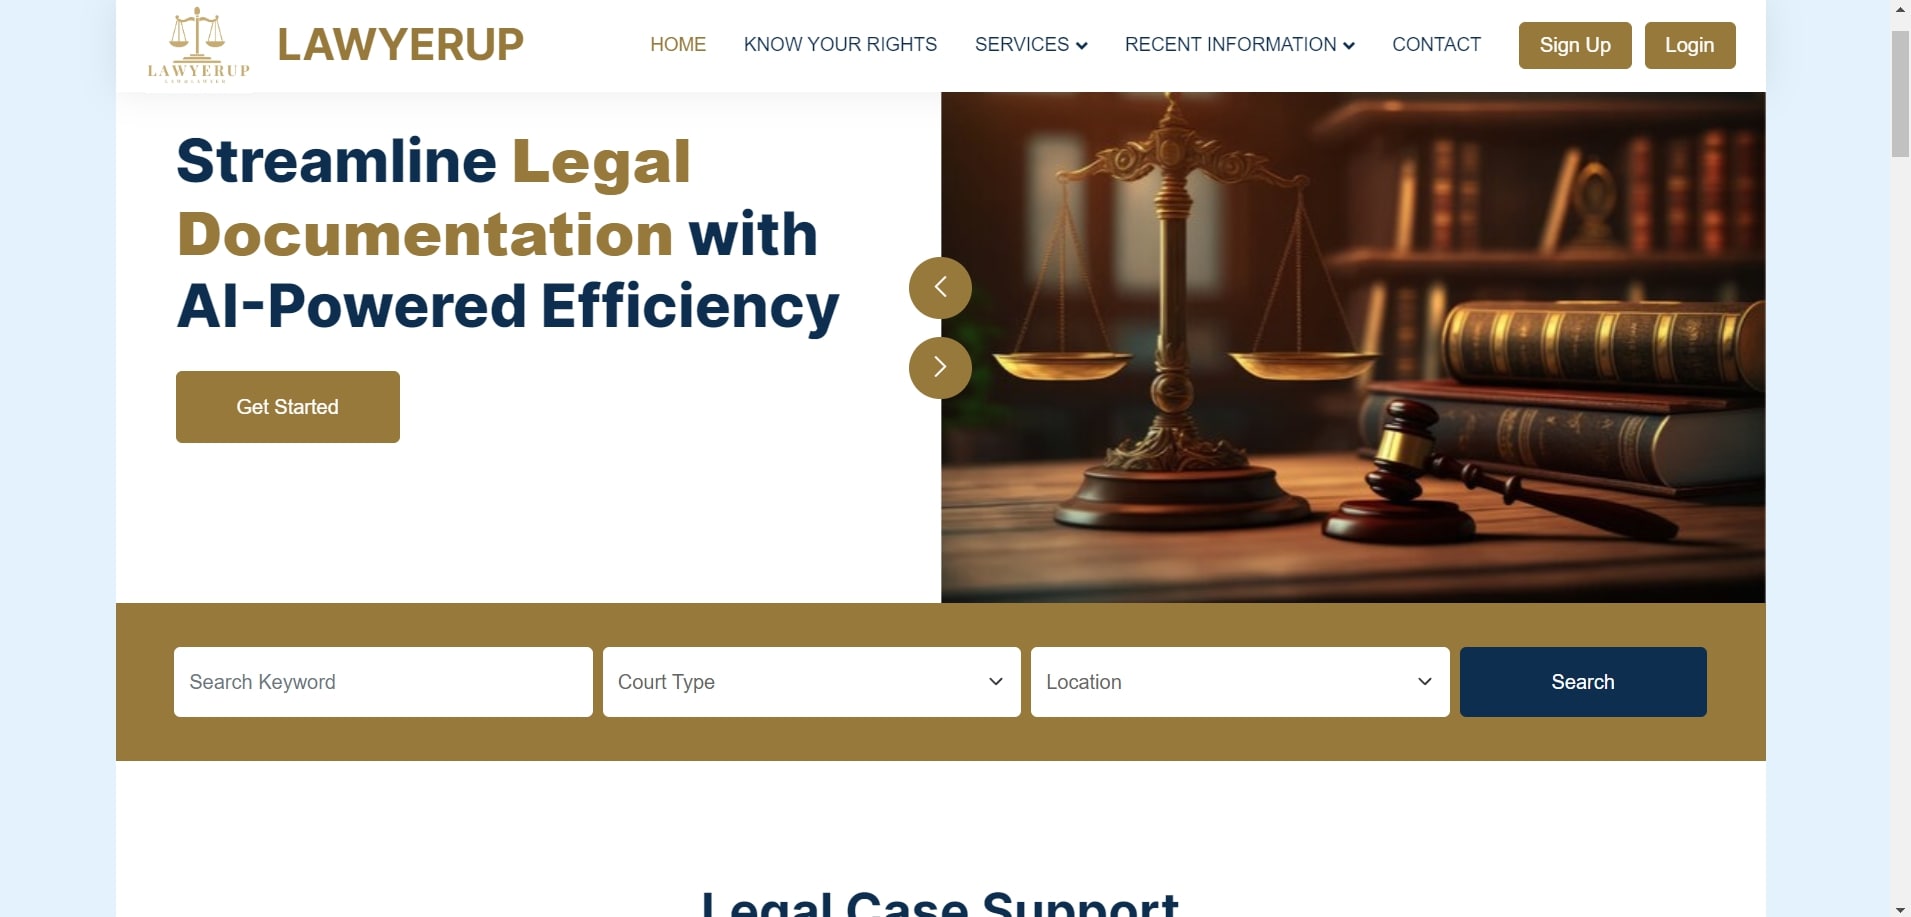 LAWYERUP
LAWYERUP
HOME
KNOW YOUR RIGHTS
SERVICES
RECENT INFORMATION
CONTACT
Sign Up
Login
Streamline Legal
Documentation with
AI-Powered Efficiency
Get Started
Search Keyword
Court Type
Location
Search
Legal Case Support